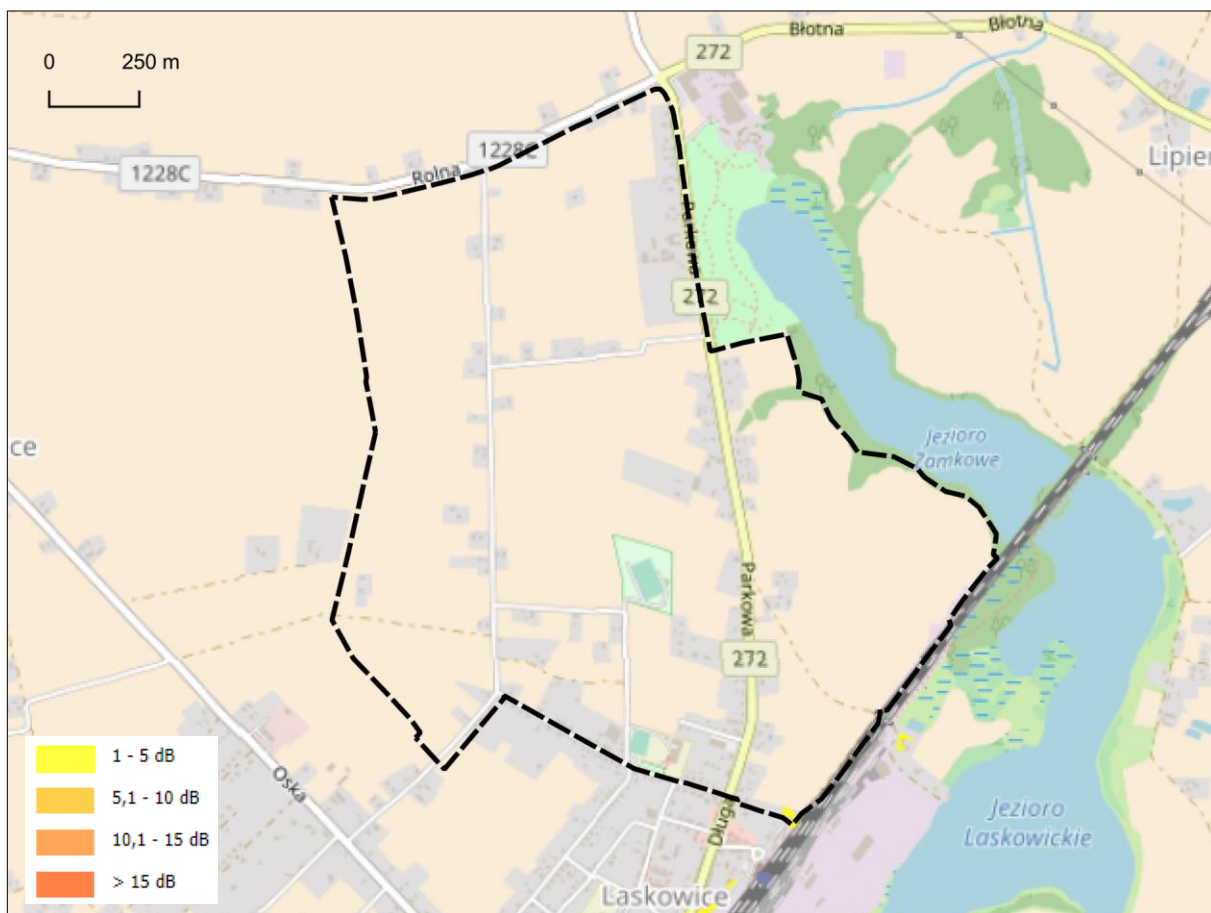 Błotna
Błotna
272
0 250 m
1228C
1228C
Rolna
Lipien
Parkowa
272
ce
Jezioro
Zamkowe
Parkowa
272
Oska
Długa
Jezioro
Laskowickie
Laskowice
1 - 5 dB
5,1 - 10 dB
10,1 - 15 dB
> 15 dB